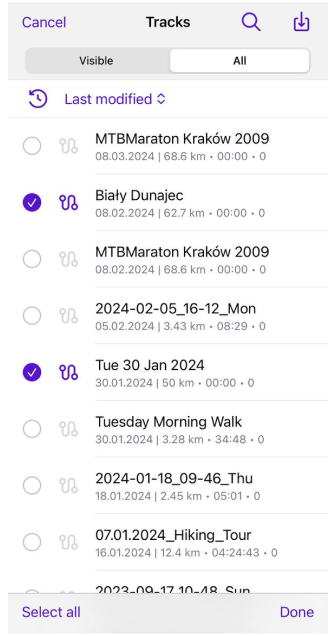 Cancel Tracks
Visible All
Last modified
MTBMaraton Kraków 2009
08.03.2024 | 68.6 km • 00:00 • 0
Biały Dunajec
08.02.2024 | 62.7 km • 00:00 • 0
MTBMaraton Kraków 2009
08.02.2024 | 68.6 km • 00:00 • 0
2024-02-05_16-12_Mon
05.02.2024 | 3.43 km • 08:29 • 0
Tue 30 Jan 2024
30.01.2024 | 50 km • 00:00 • 0
Tuesday Morning Walk
30.01.2024 | 3.28 km • 34:48 • 0
2024-01-18_09-46_Thu
18.01.2024 | 2.45 km • 05:01 • 0
07.01.2024_Hiking_Tour
16.01.2024 | 12.4 km • 04:24:43 • 0
2023-09-17 10-48 Sun
Select all Done